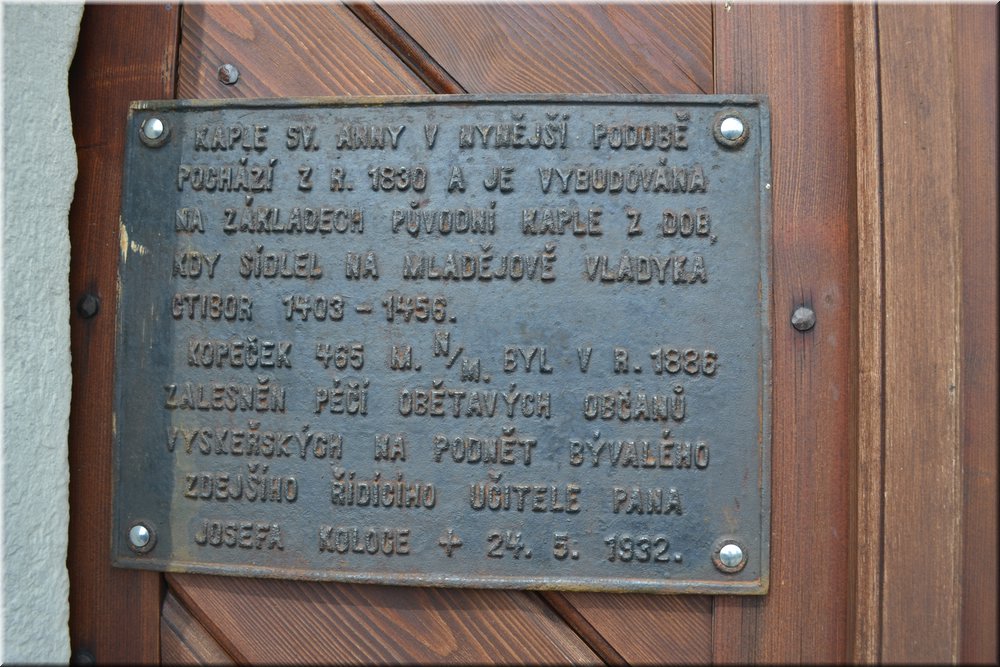 KAPLE SV. ANNY V NYNĚJŠÍ PODOBĚ
POCHÁZÍ Z R. 1830 A JE VYBUDOVÁNA
NA ZÁKLADECH PŮVODNÍ KAPLE Z DOB,
KDY SÍDLEL NA MLADĚJOVĚ VLADYKA
CTIBOR 1403 - 1456.
KOPEČEK 465 M. N/M. BYL V R. 1886
ZALESNĚN PÉČÍ OBĚTAVÝCH OBČANŮ
VYSKEŘSKÝCH NA PODNĚT BÝVALÉHO
ZDEJŠÍHO ŘÍDÍCÍHO UČITELE PANA
JOSEFA KOLOCE + 24. 5. 1932.